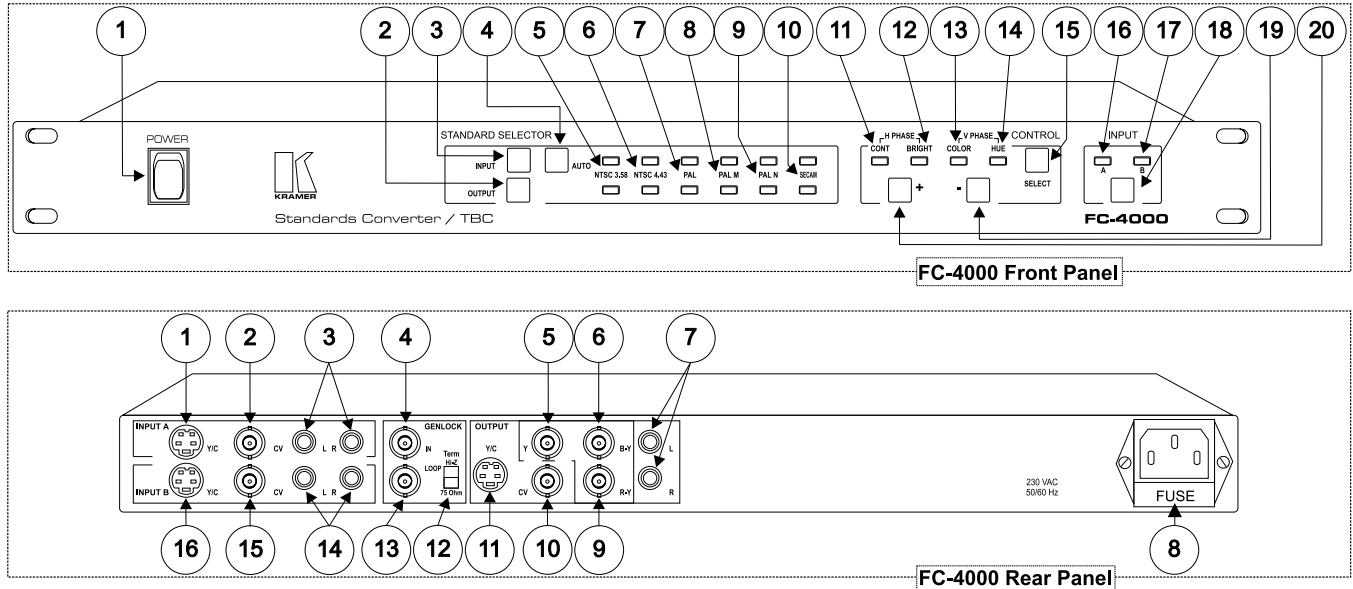 1 2 3 4 5 6 7 8 9 10 11 12 13 14 15 16 17 18 19 20
POWER
K
KRAMER
Standards Converter / TBC
STANDARD SELECTOR
INPUT
AUTO
OUTPUT
NTSC 3.58 NTSC 4.43 PAL PAL M PAL N SECAM
H PHASE V PHASE CONTROL
CONT BRIGHT COLOR HUE
SELECT
+ -
INPUT
A B
FC-4000
1
2
3
FC-4000 Front Panel
1 2 3 4 5 6 7
INPUT A Y/C CV L R
GENLOCK
IN
Term
Hi-Z
LOOP
75 Ohm
OUTPUT
Y/C
Y B-Y L
INPUT B Y/C CV L R
CV R-Y R
230 VAC
50/60 Hz
FUSE
16 15 14 13 12 11 10 9 8
FC-4000 Rear Panel